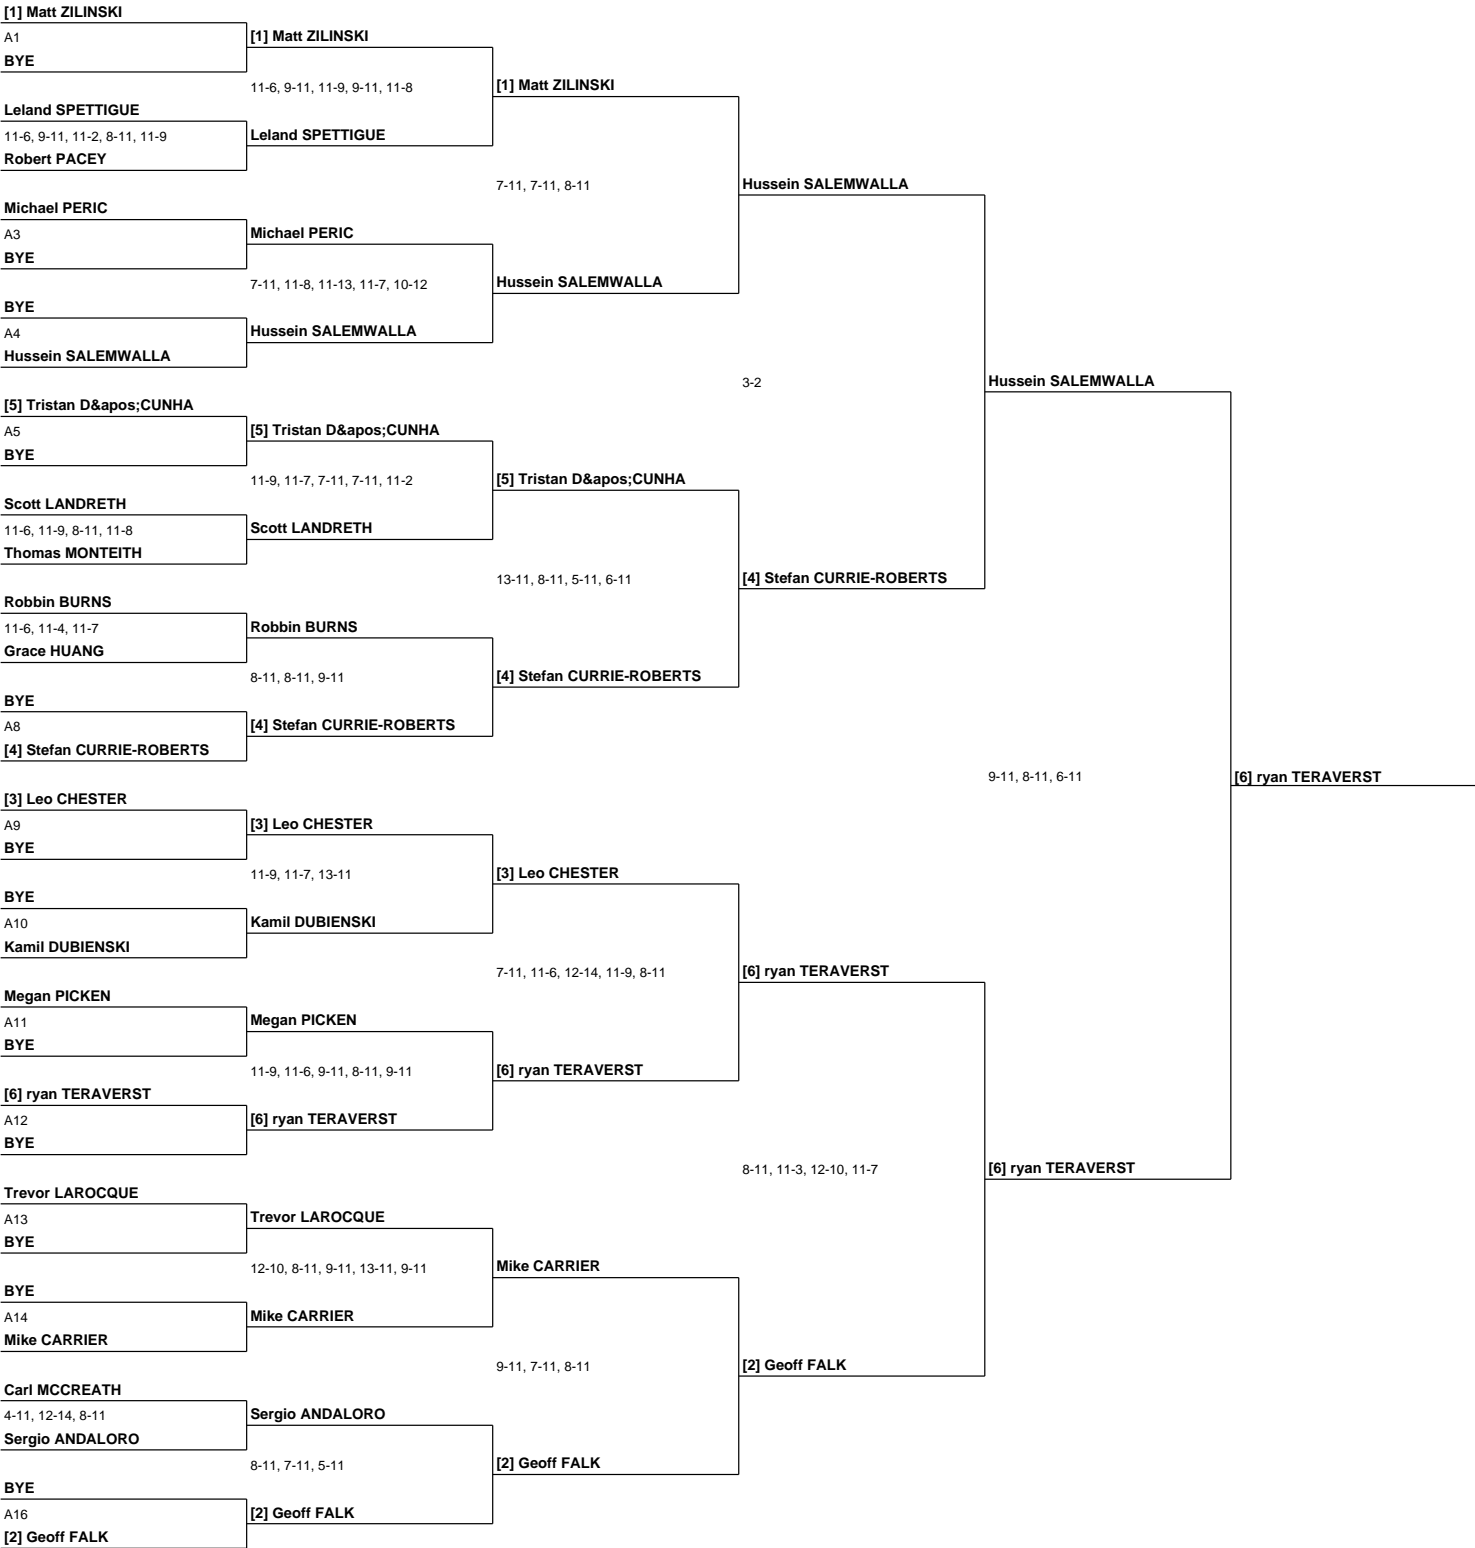 [1] Matt ZILINSKI
A1
BYE
Leland SPETTIGUE
11-6, 9-11, 11-2, 8-11, 11-9
Robert PACEY
Michael PERIC
A3
BYE
BYE
A4
Hussein SALEMWALLA
[5] Tristan D&apos;CUNHA
A5
BYE
Scott LANDRETH
11-6, 11-9, 8-11, 11-8
Thomas MONTEITH
Robbin BURNS
11-6, 11-4, 11-7
Grace HUANG
BYE
A8
[4] Stefan CURRIE-ROBERTS
[3] Leo CHESTER
A9
BYE
BYE
A10
Kamil DUBIENSKI
Megan PICKEN
A11
BYE
[6] ryan TERAVERST
A12
BYE
Trevor LAROCQUE
A13
BYE
BYE
A14
Mike CARRIER
Carl MCCREATH
4-11, 12-14, 8-11
Sergio ANDALORO
BYE
A16
[2] Geoff FALK
[1] Matt ZILINSKI
11-6, 9-11, 11-9, 9-11, 11-8
Leland SPETTIGUE
Michael PERIC
7-11, 11-8, 11-13, 11-7, 10-12
Hussein SALEMWALLA
[5] Tristan D&apos;CUNHA
11-9, 11-7, 7-11, 7-11, 11-2
Scott LANDRETH
Robbin BURNS
8-11, 8-11, 9-11
[4] Stefan CURRIE-ROBERTS
[3] Leo CHESTER
11-9, 11-7, 13-11
Kamil DUBIENSKI
Megan PICKEN
11-9, 11-6, 9-11, 8-11, 9-11
[6] ryan TERAVERST
Trevor LAROCQUE
12-10, 8-11, 9-11, 13-11, 9-11
Mike CARRIER
Sergio ANDALORO
8-11, 7-11, 5-11
[2] Geoff FALK
[1] Matt ZILINSKI
7-11, 7-11, 8-11
Hussein SALEMWALLA
[5] Tristan D&apos;CUNHA
13-11, 8-11, 5-11, 6-11
[4] Stefan CURRIE-ROBERTS
[3] Leo CHESTER
7-11, 11-6, 12-14, 11-9, 8-11
[6] ryan TERAVERST
Mike CARRIER
9-11, 7-11, 8-11
[2] Geoff FALK
Hussein SALEMWALLA
3-2
[4] Stefan CURRIE-ROBERTS
[6] ryan TERAVERST
8-11, 11-3, 12-10, 11-7
[2] Geoff FALK
Hussein SALEMWALLA
9-11, 8-11, 6-11
[6] ryan TERAVERST
[6] ryan TERAVERST